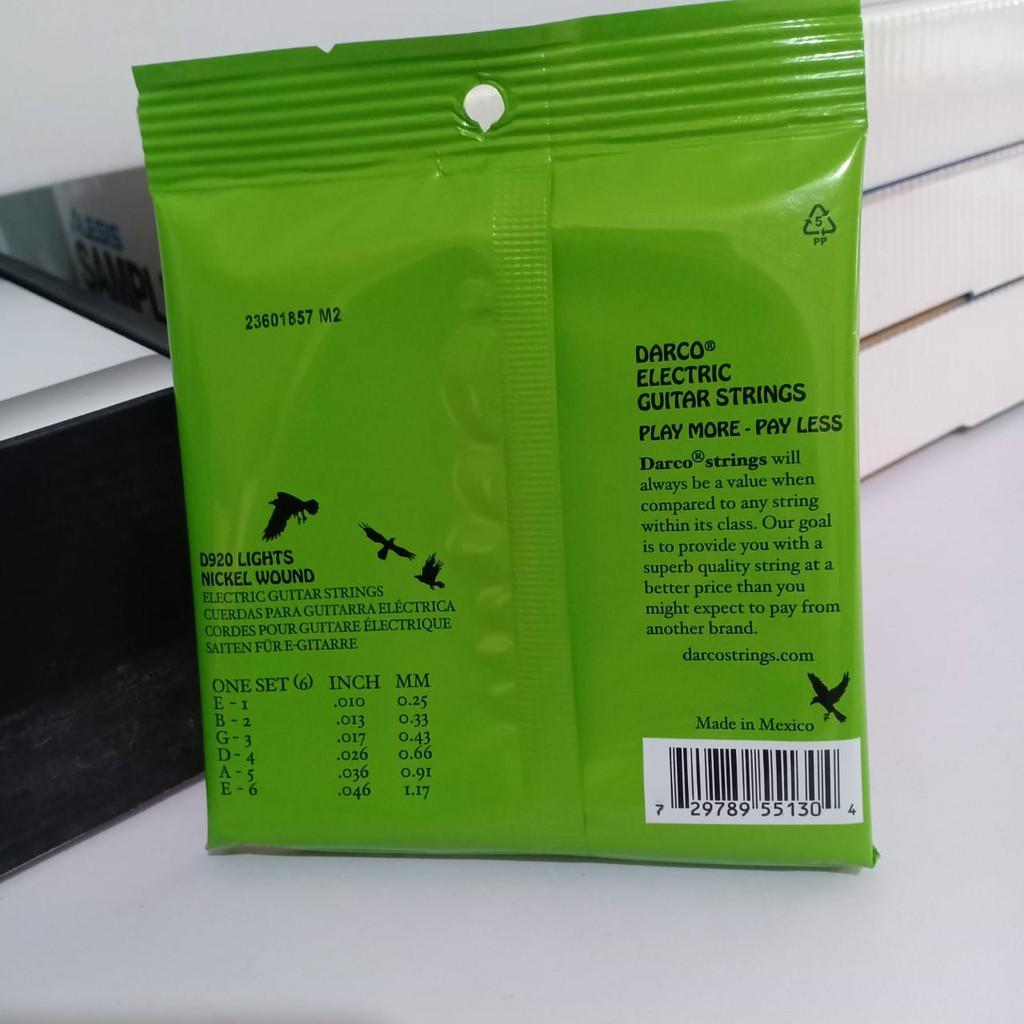 ALESIS
SAMPL
5
PP
23601857 M2
DARCO®
ELECTRIC
GUITAR STRINGS
PLAY MORE - PAY LESS
Darco® strings will
always be a value when
compared to any string
within its class. Our goal
is to provide you with a
superb quality string at a
better price than you
might expect to pay from
another brand.
darcostrings.com
Made in Mexico
7 29789 55130 4
D920 LIGHTS
NICKEL WOUND
ELECTRIC GUITAR STRINGS
CUERDAS PARA GUITARRA ELÉCTRICA
CORDES POUR GUITARE ÉLECTRIQUE
SAITEN FÜR E-GITARRE
ONE SET (6) INCH MM
E - 1 .010 0.25
B - 2 .013 0.33
G - 3 .017 0.43
D - 4 .026 0.66
A - 5 .036 0.91
E - 6 .046 1.17